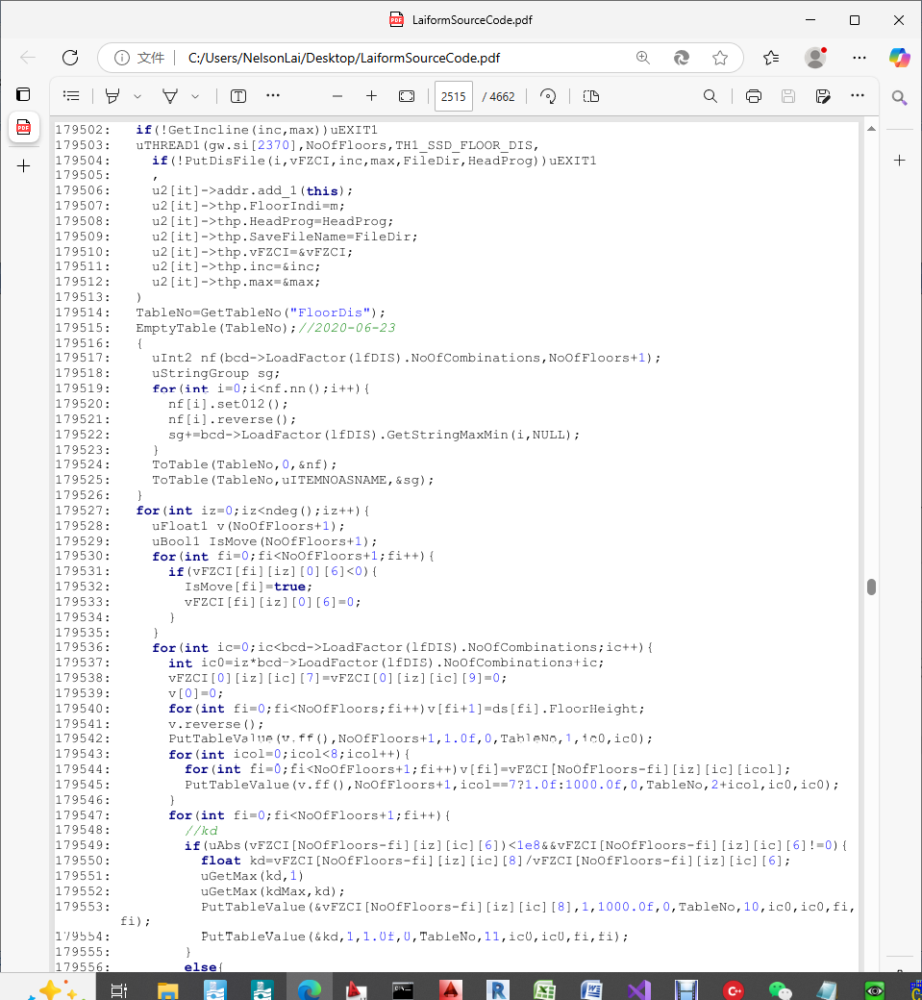 LaiformSourceCode.pdf
文件 C:/Users/NelsonLai/Desktop/LaiformSourceCode.pdf
2515 / 4662
179502: if(!GetIncline(inc,max))uEXIT1
179503: uTHREAD1(gw.si[2370],NoOfFloors,TH1_SSD_FLOOR_DIS,
179504: if(!PutDisFile(i,vFZCI,inc,max,FileDir,HeadProg))uEXIT1
179505: ,
179506: u2[it]->addr.add_1(this);
179507: u2[it]->thp.FloorIndi=m;
179508: u2[it]->thp.HeadProg=HeadProg;
179509: u2[it]->thp.SaveFileName=FileDir;
179510: u2[it]->thp.vFZCI=&vFZCI;
179511: u2[it]->thp.inc=&inc;
179512: u2[it]->thp.max=&max;
179513: )
179514: TableNo=GetTableNo("FloorDis");
179515: EmptyTable(TableNo);//2020-06-23
179516: {
179517: uInt2 nf(bcd->LoadFactor(lfDIS).NoOfCombinations,NoOfFloors+1);
179518: uStringGroup sg;
179519: for(int i=0;i<nf.nn();i++){
179520: nf[i].set012();
179521: nf[i].reverse();
179522: sg+=bcd->LoadFactor(lfDIS).GetStringMaxMin(i,NULL);
179523: }
179524: ToTable(TableNo,0,&nf);
179525: ToTable(TableNo,uITEMNOASNAME,&sg);
179526: }
179527: for(int iz=0;iz<ndeg();iz++){
179528: uFloat1 v(NoOfFloors+1);
179529: uBool1 IsMove(NoOfFloors+1);
179530: for(int fi=0;fi<NoOfFloors+1;fi++){
179531: if(vFZCI[fi][iz][0][6]<0){
179532: IsMove[fi]=true;
179533: vFZCI[fi][iz][0][6]=0;
179534: }
179535: }
179536: for(int ic=0;ic<bcd->LoadFactor(lfDIS).NoOfCombinations;ic++){
179537: int ic0=iz*bcd->LoadFactor(lfDIS).NoOfCombinations+ic;
179538: vFZCI[0][iz][ic][7]=vFZCI[0][iz][ic][9]=0;
179539: v[0]=0;
179540: for(int fi=0;fi<NoOfFloors;fi++)v[fi+1]=ds[fi].FloorHeight;
179541: v.reverse();
179542: PutTableValue(v.ff(),NoOfFloors+1,1.0f,0,TableNo,1,ic0,ic0);
179543: for(int icol=0;icol<8;icol++){
179544: for(int fi=0;fi<NoOfFloors+1;fi++)v[fi]=vFZCI[NoOfFloors-fi][iz][ic][icol];
179545: PutTableValue(v.ff(),NoOfFloors+1,icol==7?1.0f:1000.0f,0,TableNo,2+icol,ic0,ic0);
179546: }
179547: for(int fi=0;fi<NoOfFloors+1;fi++){
179548: //kd
179549: if(uAbs(vFZCI[NoOfFloors-fi][iz][ic][6])<1e8&&vFZCI[NoOfFloors-fi][iz][ic][6]!=0){
179550: float kd=vFZCI[NoOfFloors-fi][iz][ic][8]/vFZCI[NoOfFloors-fi][iz][ic][6];
179551: uGetMax(kd,1)
179552: uGetMax(kdMax,kd);
179553: PutTableValue(&vFZCI[NoOfFloors-fi][iz][ic][8],1,1000.0f,0,TableNo,10,ic0,ic0,fi,
fi);
179554: PutTableValue(&kd,1,1.0f,0,TableNo,11,ic0,ic0,fi,fi);
179555: }
179556: else{